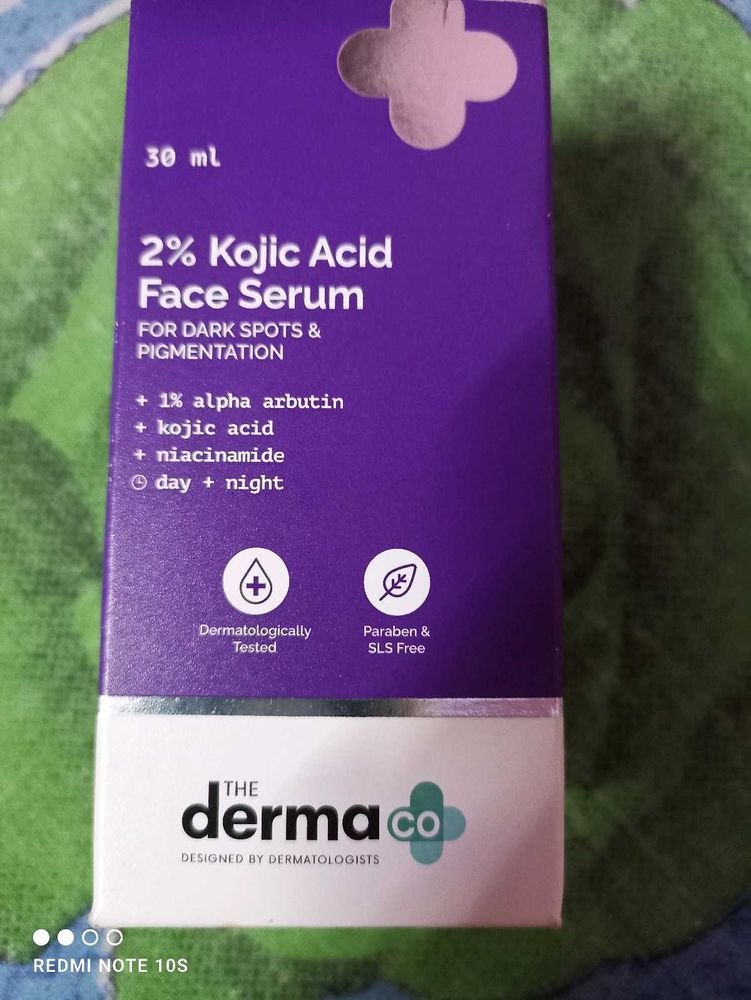 30 ml
2% Kojic Acid
Face Serum
FOR DARK SPOTS &
PIGMENTATION
+ 1% alpha arbutin
+ kojic acid
+ niacinamide
day + night
Dermatologically
Tested
Paraben &
SLS Free
THE
derma co
DESIGNED BY DERMATOLOGISTS
REDMI NOTE 10S